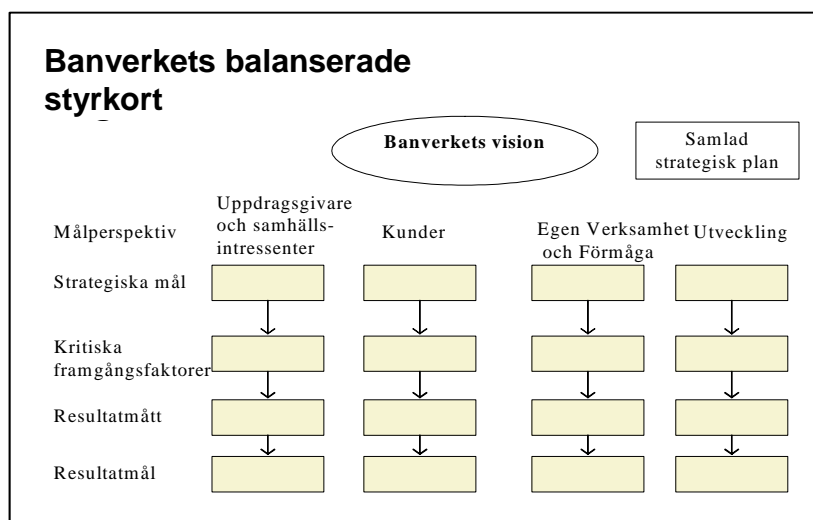 Banverkets balanserade
styrkort
Banverkets vision
Samlad
strategisk plan
Målperspektiv
Uppdragsgivare
och samhälls-
intressenter
Kunder
Egen Verksamhet
och Förmåga
Utveckling
Strategiska mål
Kritiska
framgångsfaktorer
Resultatmått
Resultatmål